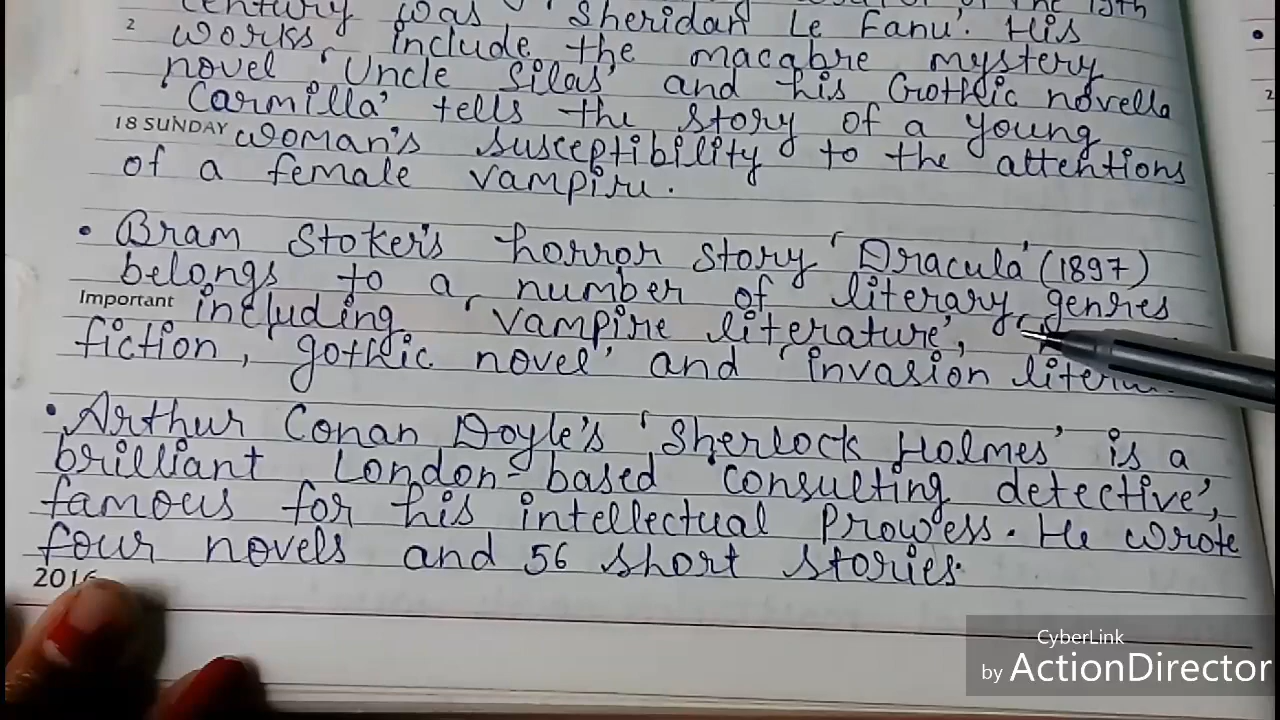 century was 'Sheridan Le Fanu'. His
2
works include the macabre mystery
novel 'Uncle Silas' and his Gothic novella
'Carmilla' tells the story of a young
18 SUNDAY
woman's susceptibility to the attentions
of a female vampire.
• Bram Stoker's horror story 'Dracula' (1897)
belongs to a number of literary genres
Important
including 'vampire literature',
fiction, 'gothic novel' and 'invasion
• Arthur Conan Doyle's 'Sherlock Holmes' is a
brilliant London-based 'consulting detective',
famous for his intellectual prowess. He wrote
four novels and 56 short stories.
2016
CyberLink
by ActionDirector